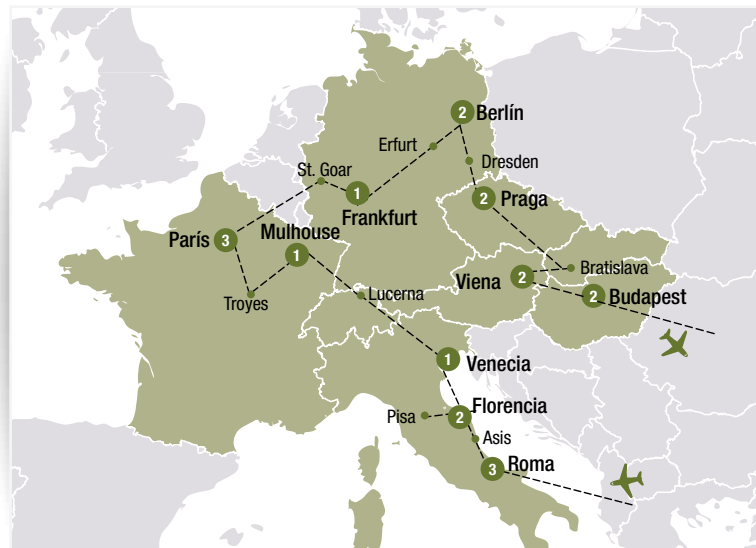 2 Berlín
Erfurt
Dresden
St. Goar
1
Frankfurt
2
Praga
París 3
Mulhouse
1
Troyes
Lucerna
Bratislava
Viena 2
2 Budapest
1 Venecia
Florencia
2
Pisa
Asis
3 Roma